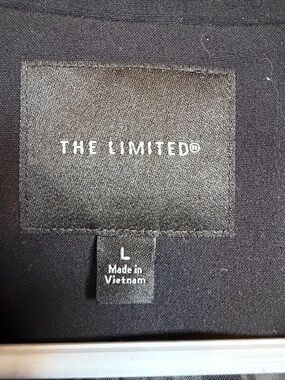 THE LIMITED®
L
Made in
Vietnam